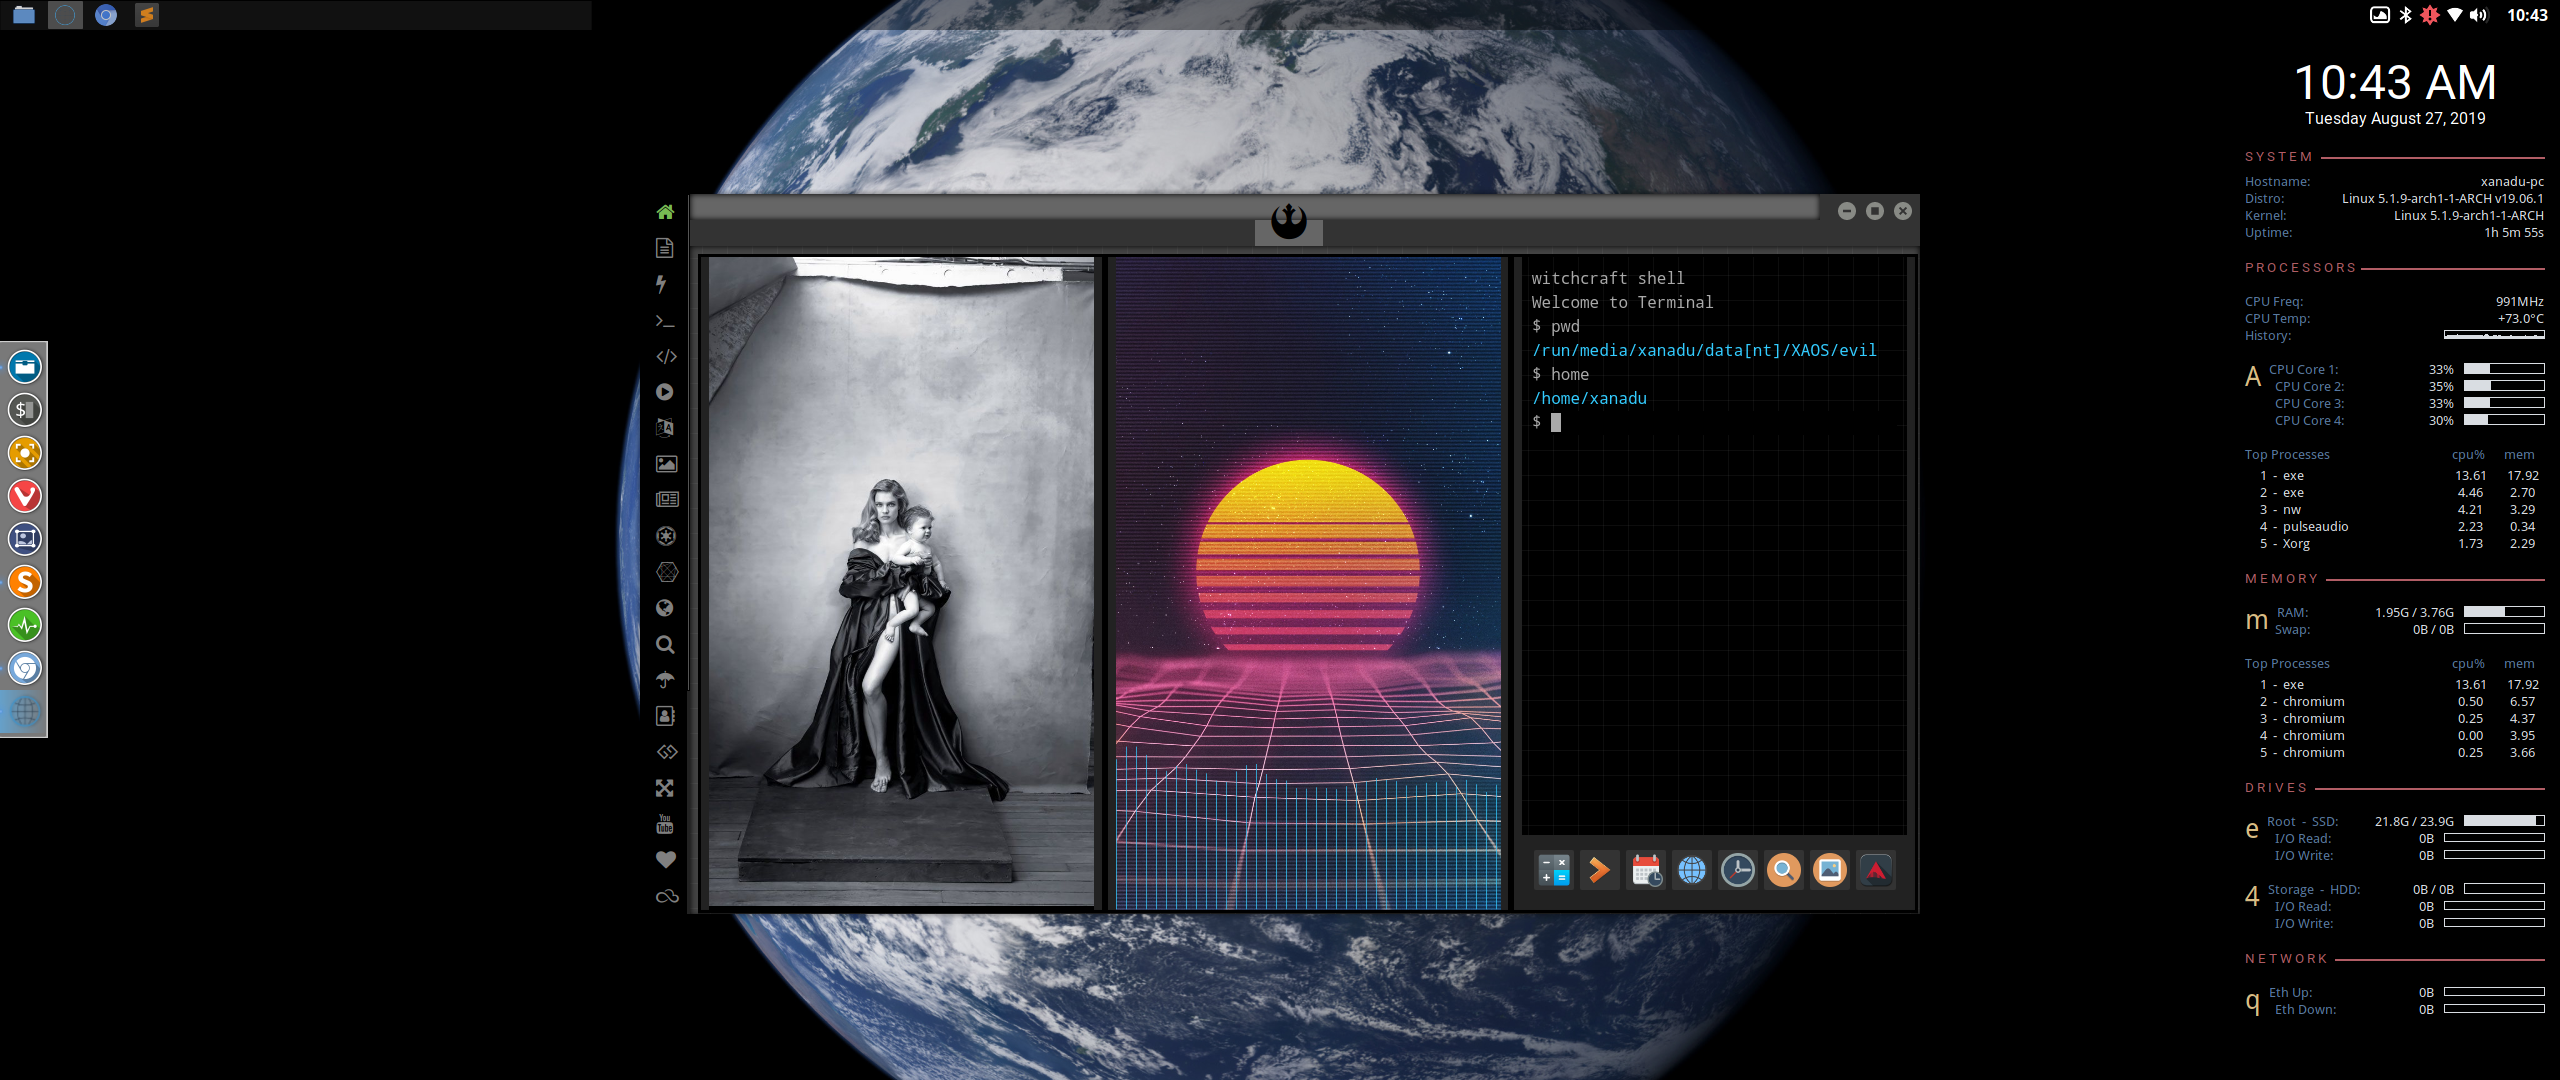 10:43
10:43 AM
Tuesday August 27, 2019
SYSTEM
Hostname: xanadu-pc
Distro: Linux 5.1.9-arch1-1-ARCH v19.06.1
Kernel: Linux 5.1.9-arch1-1-ARCH
Uptime: 1h 5m 55s
PROCESSORS
CPU Freq: 991MHz
CPU Temp: +73.0°C
History:
A CPU Core 1: 33%
CPU Core 2: 35%
CPU Core 3: 33%
CPU Core 4: 30%
Top Processes cpu% mem
1 - exe 13.61 17.92
2 - exe 4.46 2.70
3 - nw 4.21 3.29
4 - pulseaudio 2.23 0.34
5 - Xorg 1.73 2.29
MEMORY
m RAM: 1.95G / 3.76G
Swap: 0B / 0B
Top Processes cpu% mem
1 - exe 13.61 17.92
2 - chromium 0.50 6.57
3 - chromium 0.25 4.37
4 - chromium 0.00 3.95
5 - chromium 0.25 3.66
DRIVES
e Root - SSD: 21.8G / 23.9G
I/O Read: 0B
I/O Write: 0B
4 Storage - HDD: 0B / 0B
I/O Read: 0B
I/O Write: 0B
NETWORK
q Eth Up: 0B
Eth Down: 0B
witchcraft shell
Welcome to Terminal
$ pwd
/run/media/xanadu/data[nt]/XAOS/evil
$ home
/home/xanadu
$
You
Tube